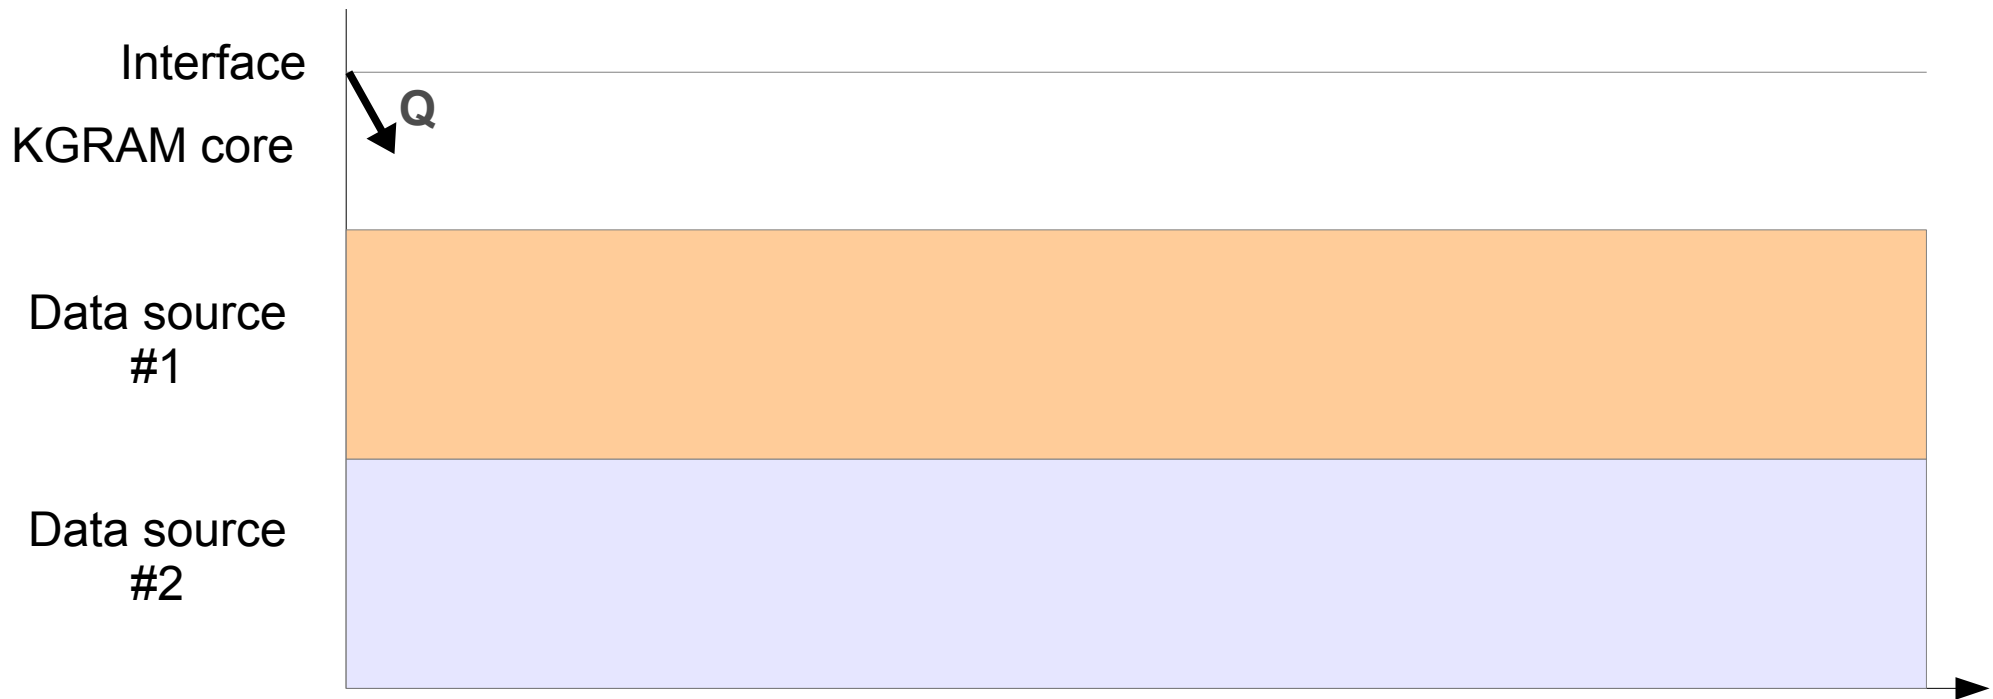 Interface
Q
KGRAM core
Data source
#1
Data source
#2